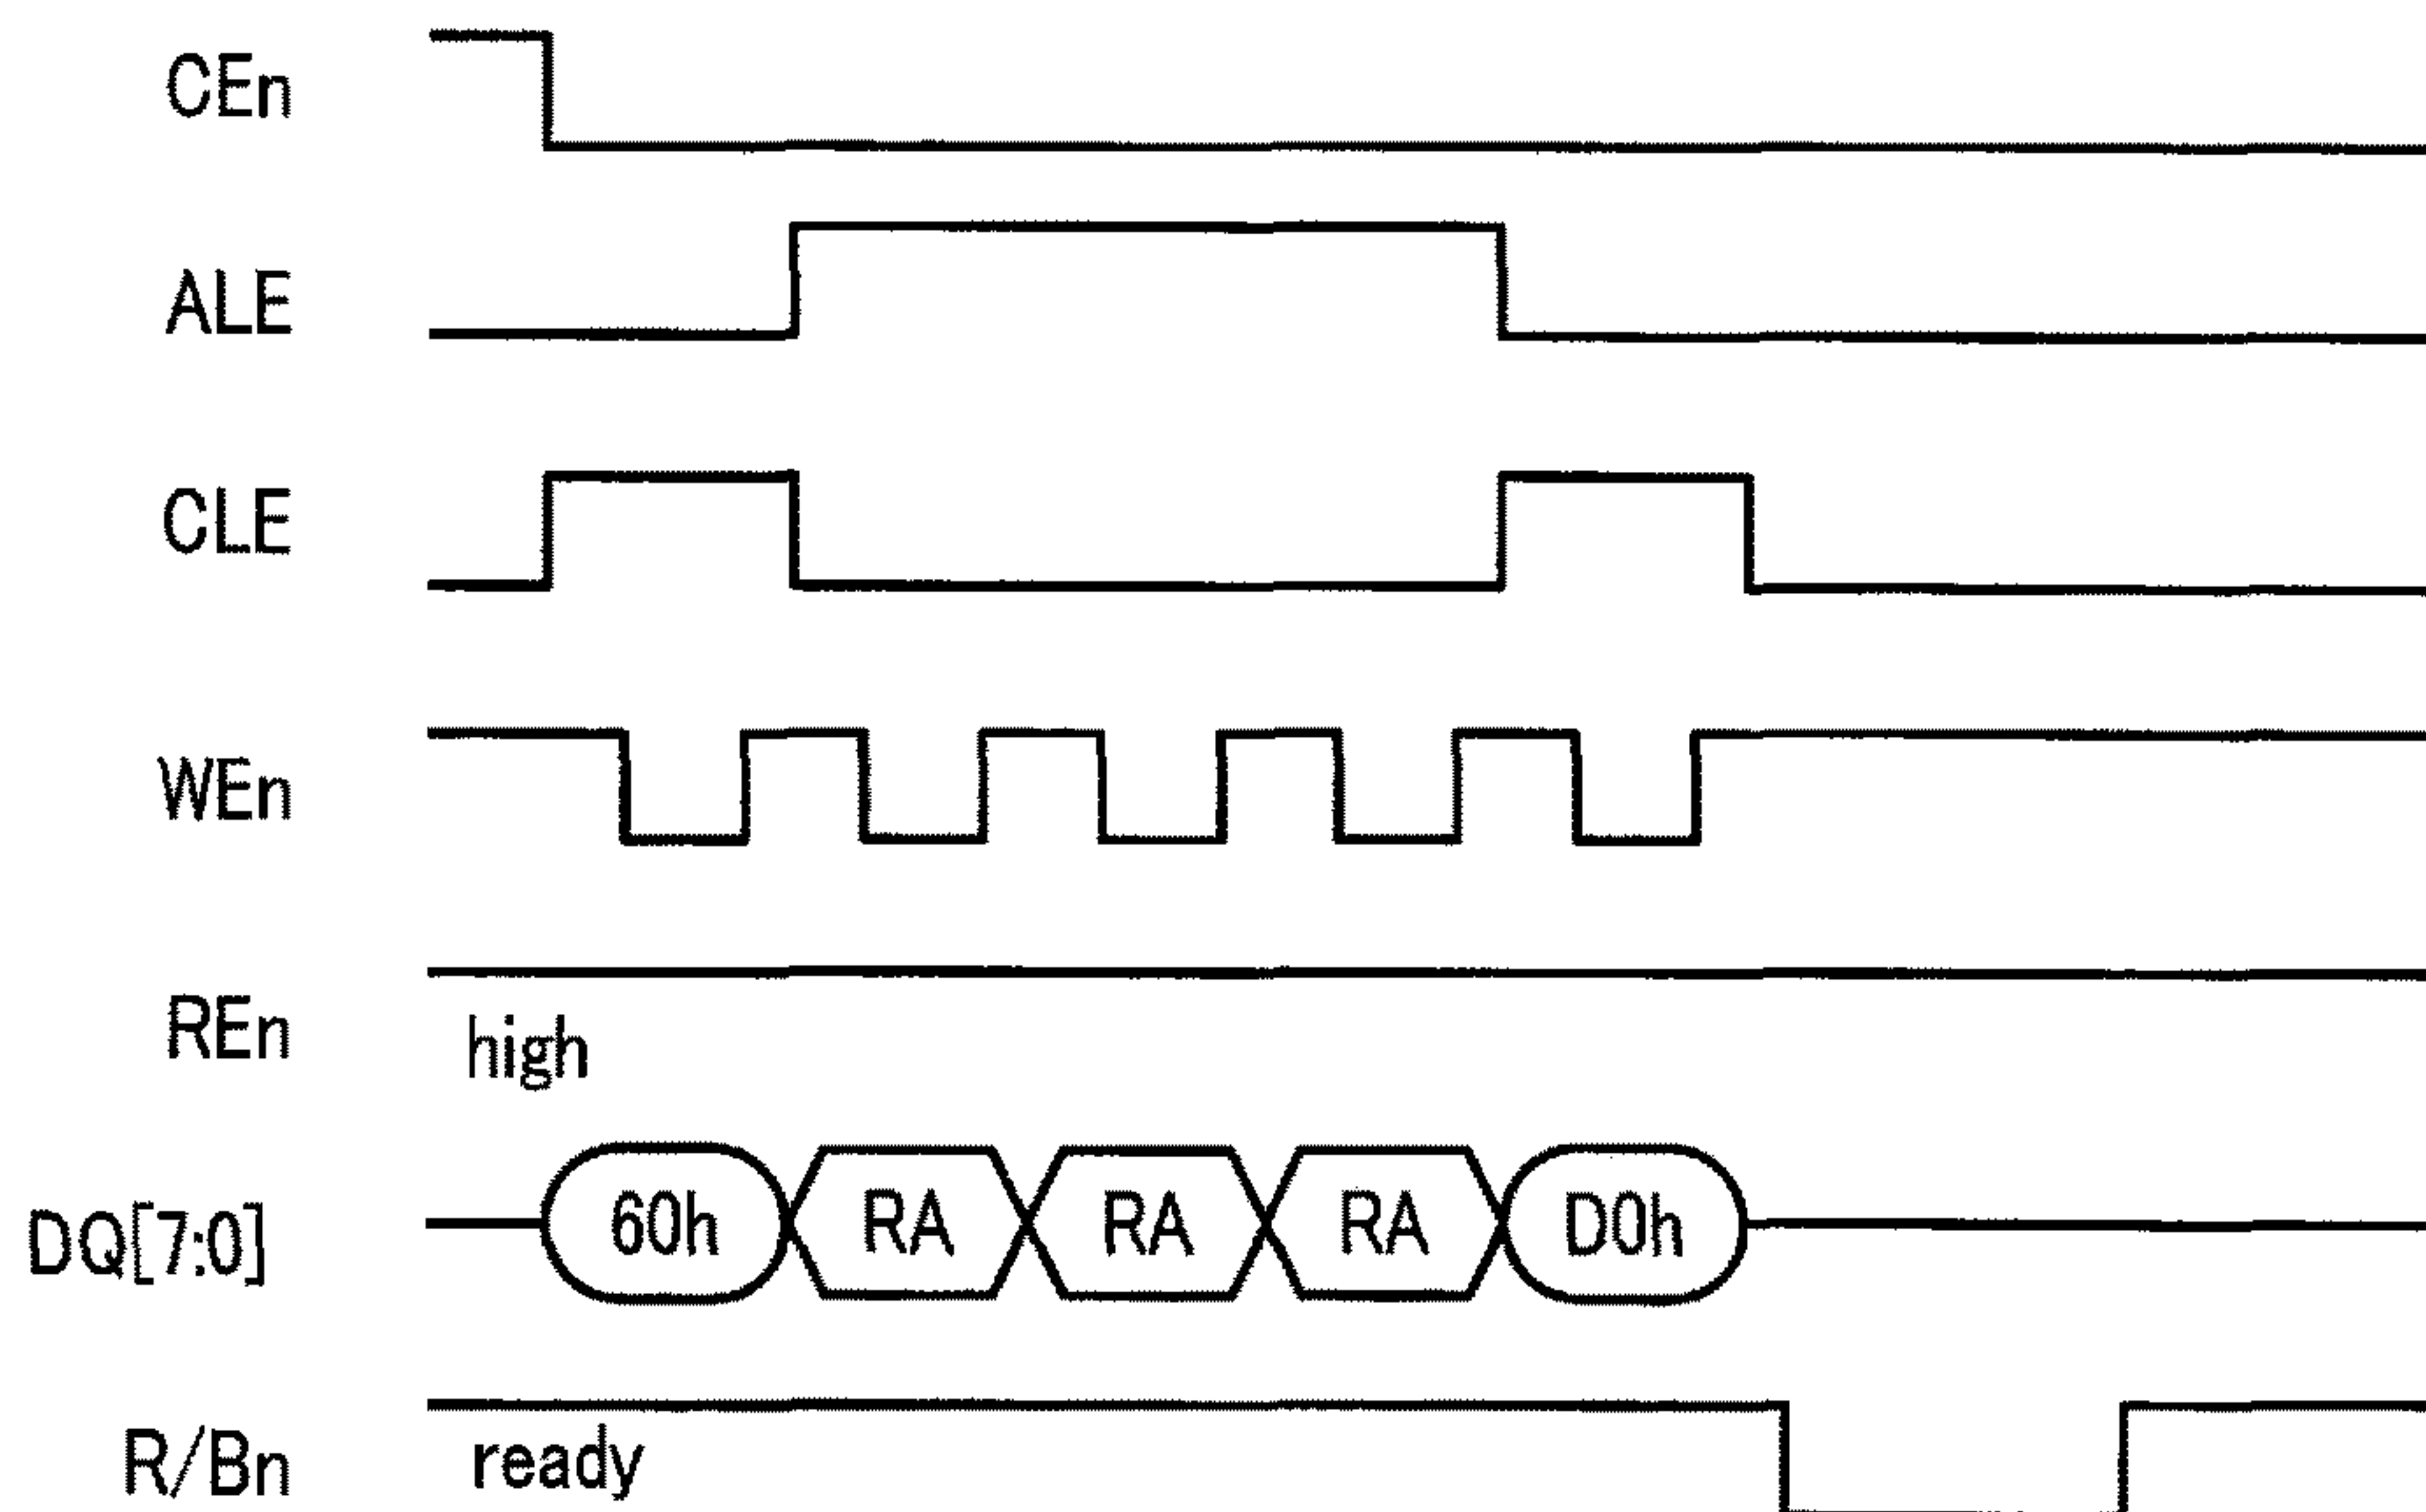 CEn
ALE
CLE
WEn
REn
high
DQ[7:0] 60h RA RA RA D0h
R/Bn
ready